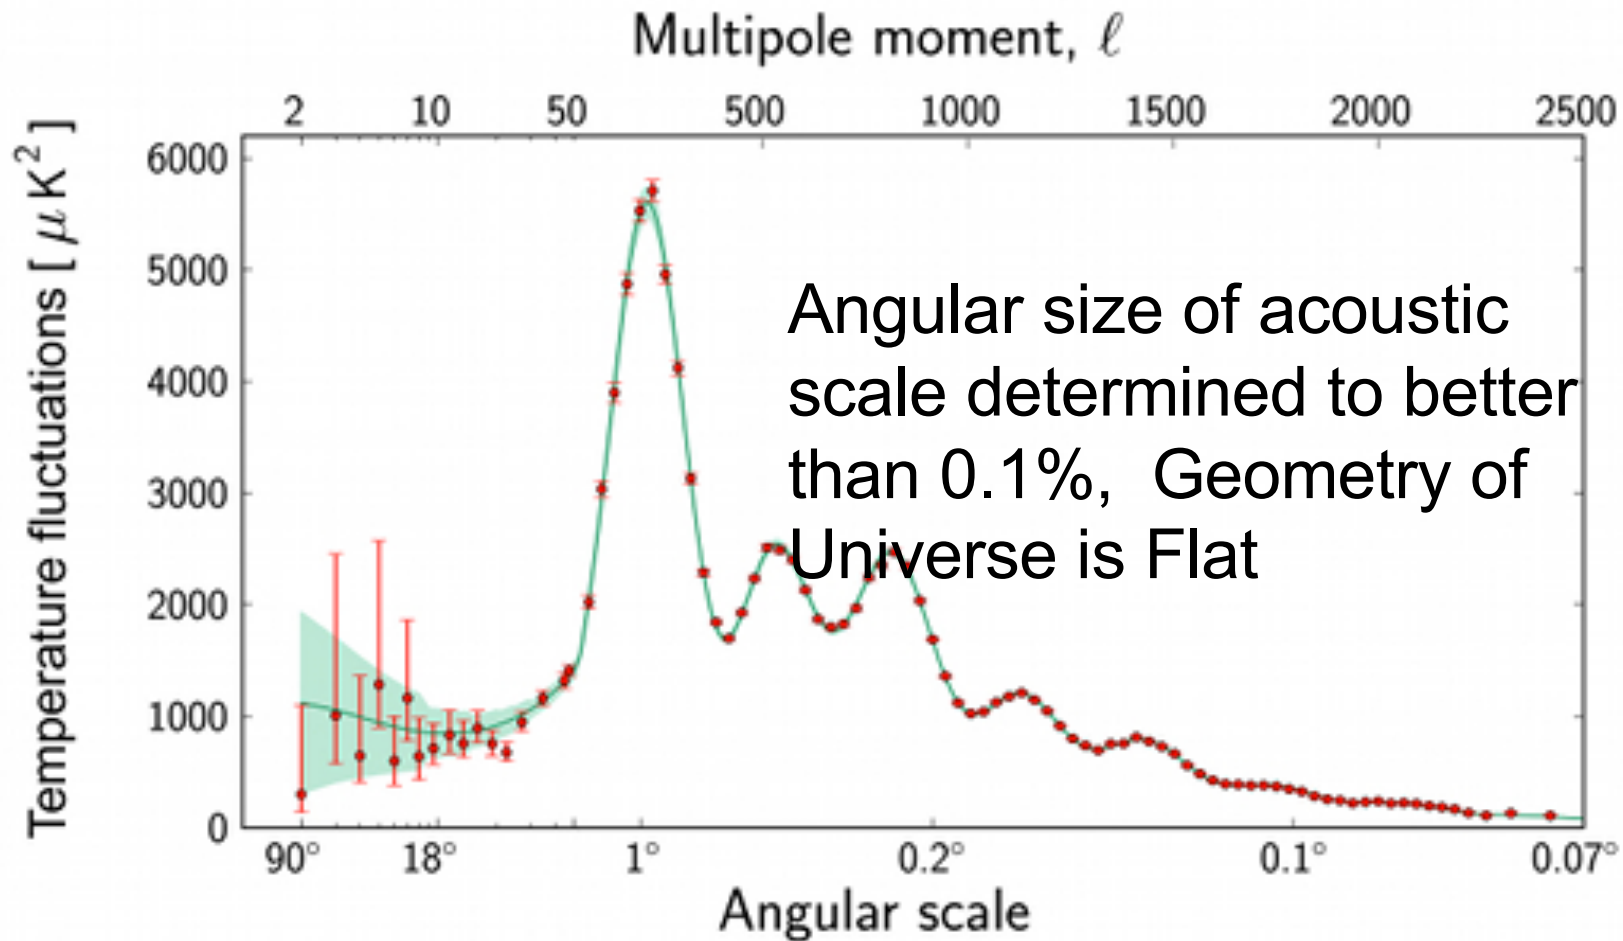 Multipole moment, ℓ
2 10 50 500 1000 1500 2000 2500
Temperature fluctuations [ μ K² ]
6000
5000
4000
3000
2000
1000
0
Angular size of acoustic
scale determined to better
than 0.1%, Geometry of
Universe is Flat
90° 18° 1° 0.2° 0.1° 0.07°
Angular scale